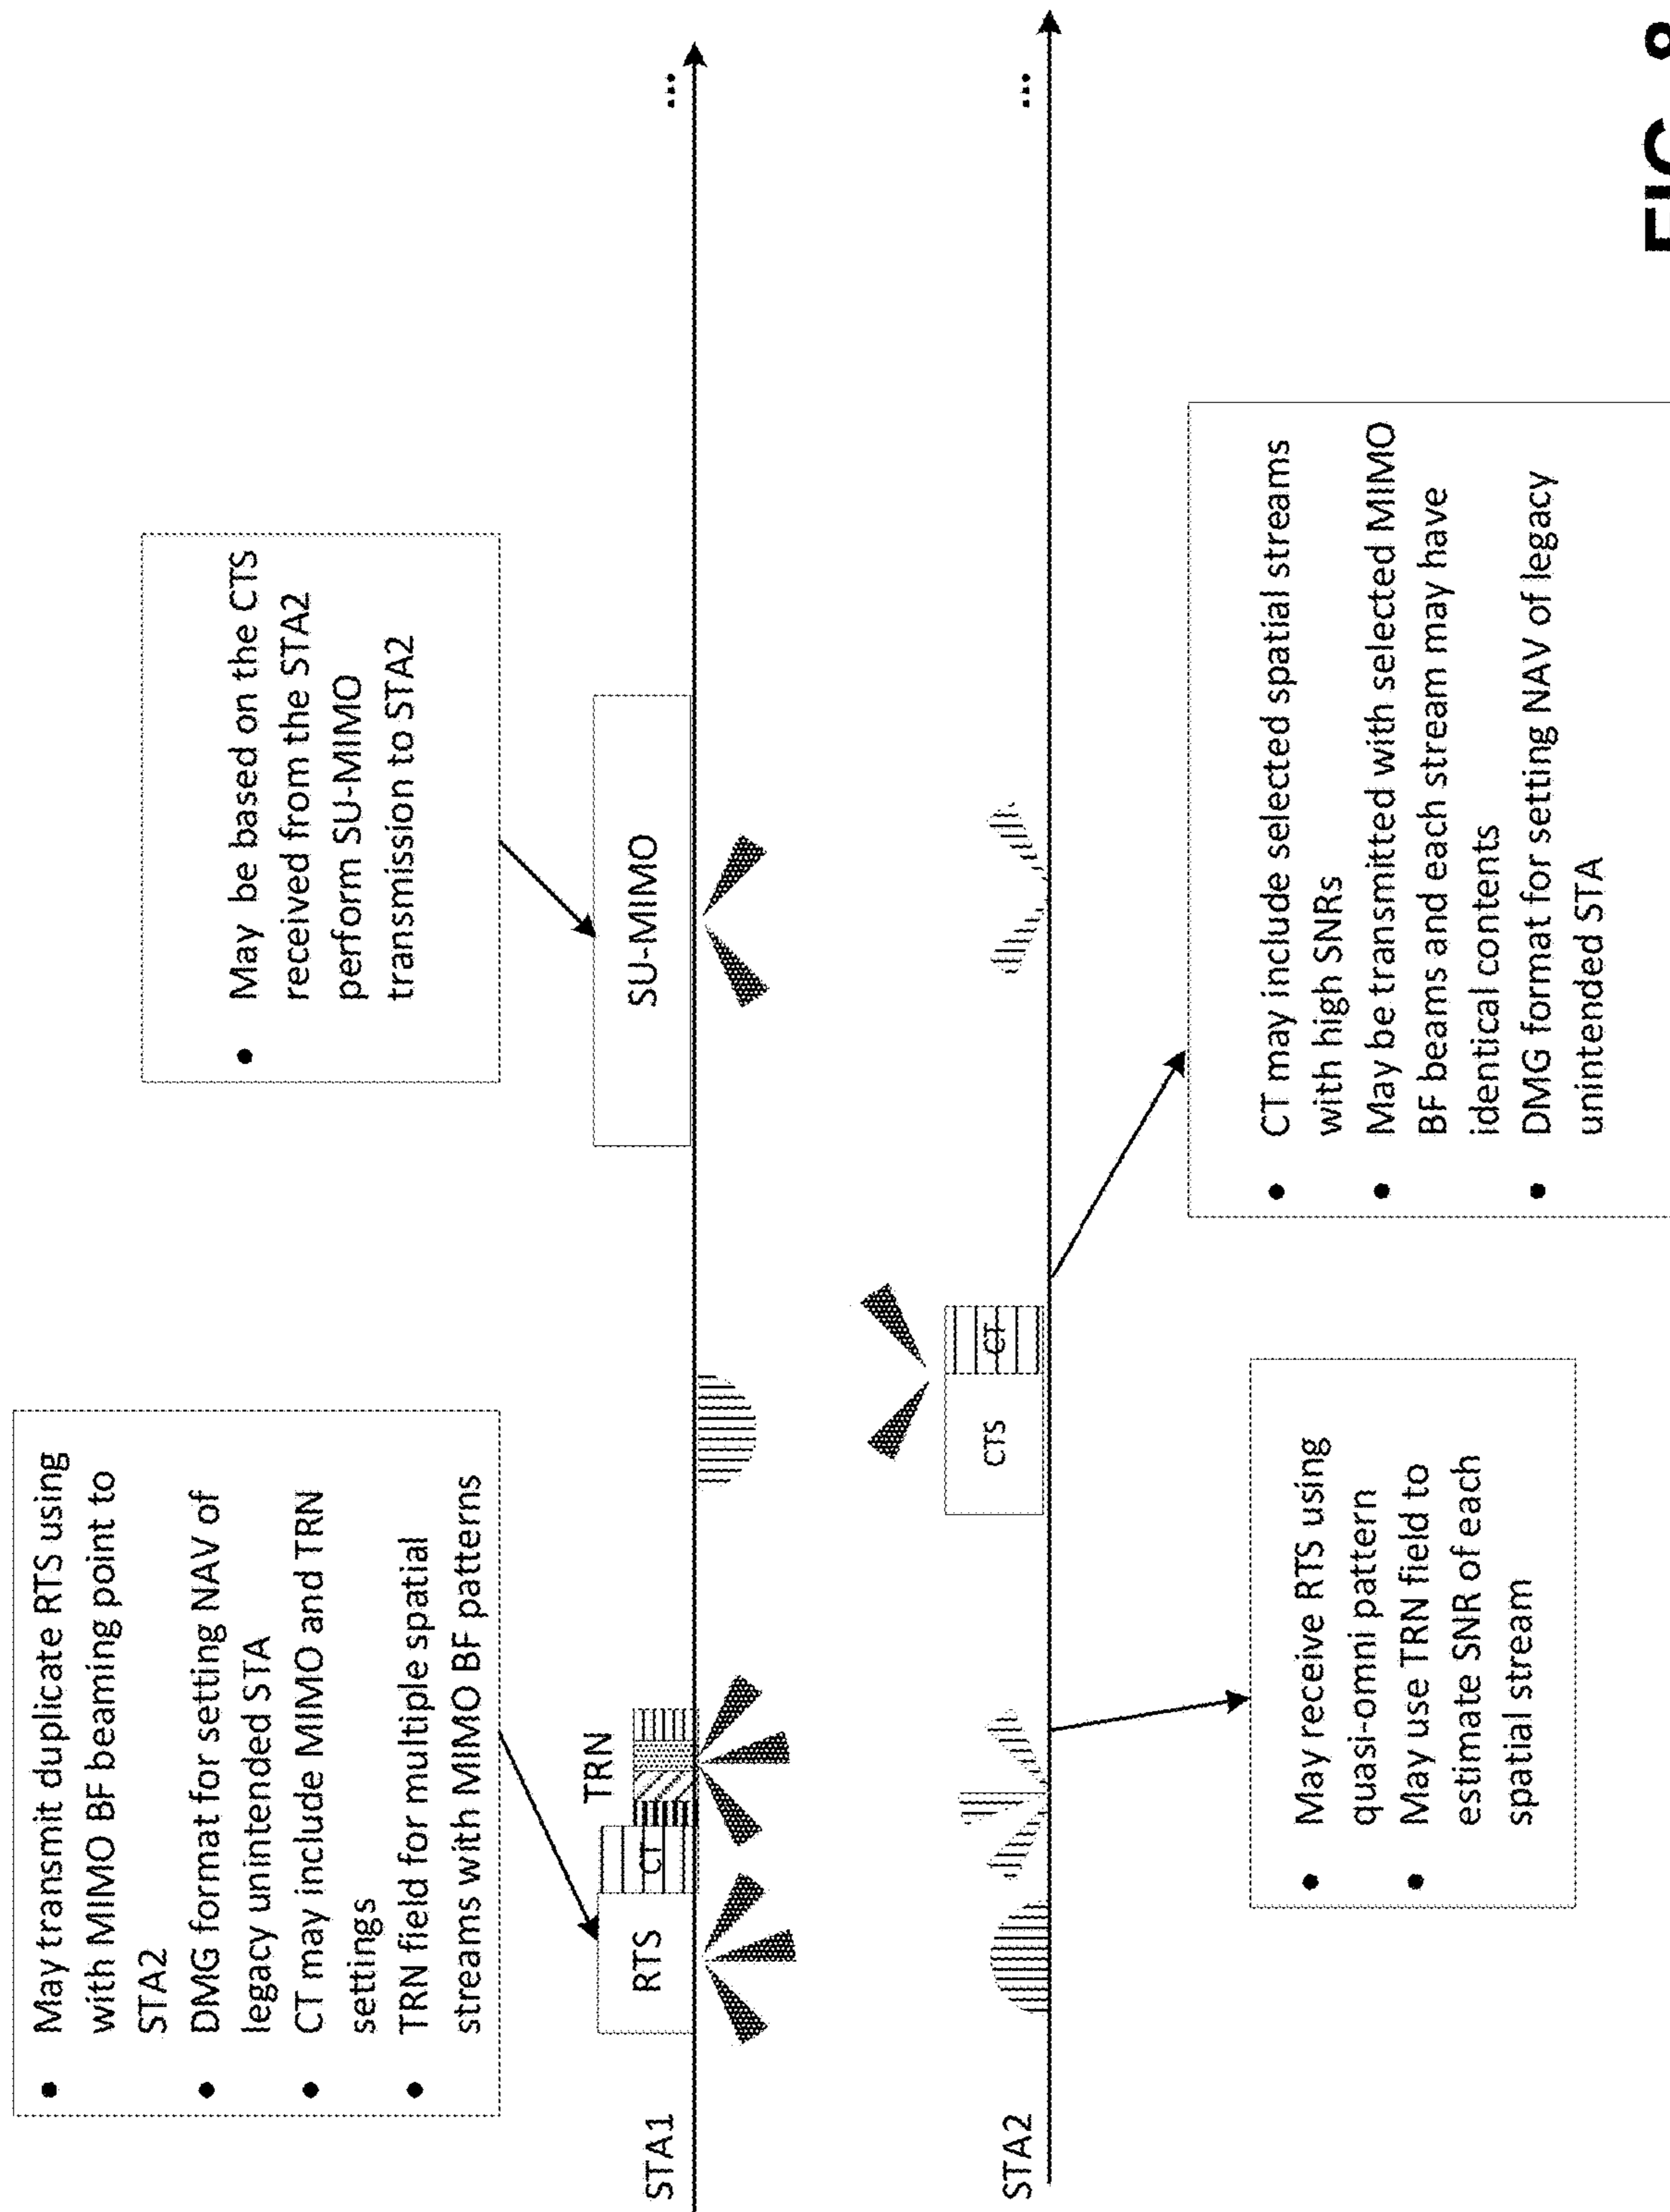 May transmit duplicate RTS using
with MIMO BF beaming point to
STA2
DMG format for setting NAV of
legacy unintended STA
CT may include MIMO and TRN
settings
TRN field for multiple spatial
streams with MIMO BF patterns
May be based on the CTS
received from the STA2
perform SU-MIMO
transmission to STA2
STA1
RTS
CT
TRN
SU-MIMO
...
STA2
CTS
CT
...
May receive RTS using
quasi-omni pattern
May use TRN field to
estimate SNR of each
spatial stream
CT may include selected spatial streams
with high SNRs
May be transmitted with selected MIMO
BF beams and each stream may have
identical contents
DMG format for setting NAV of legacy
unintended STA